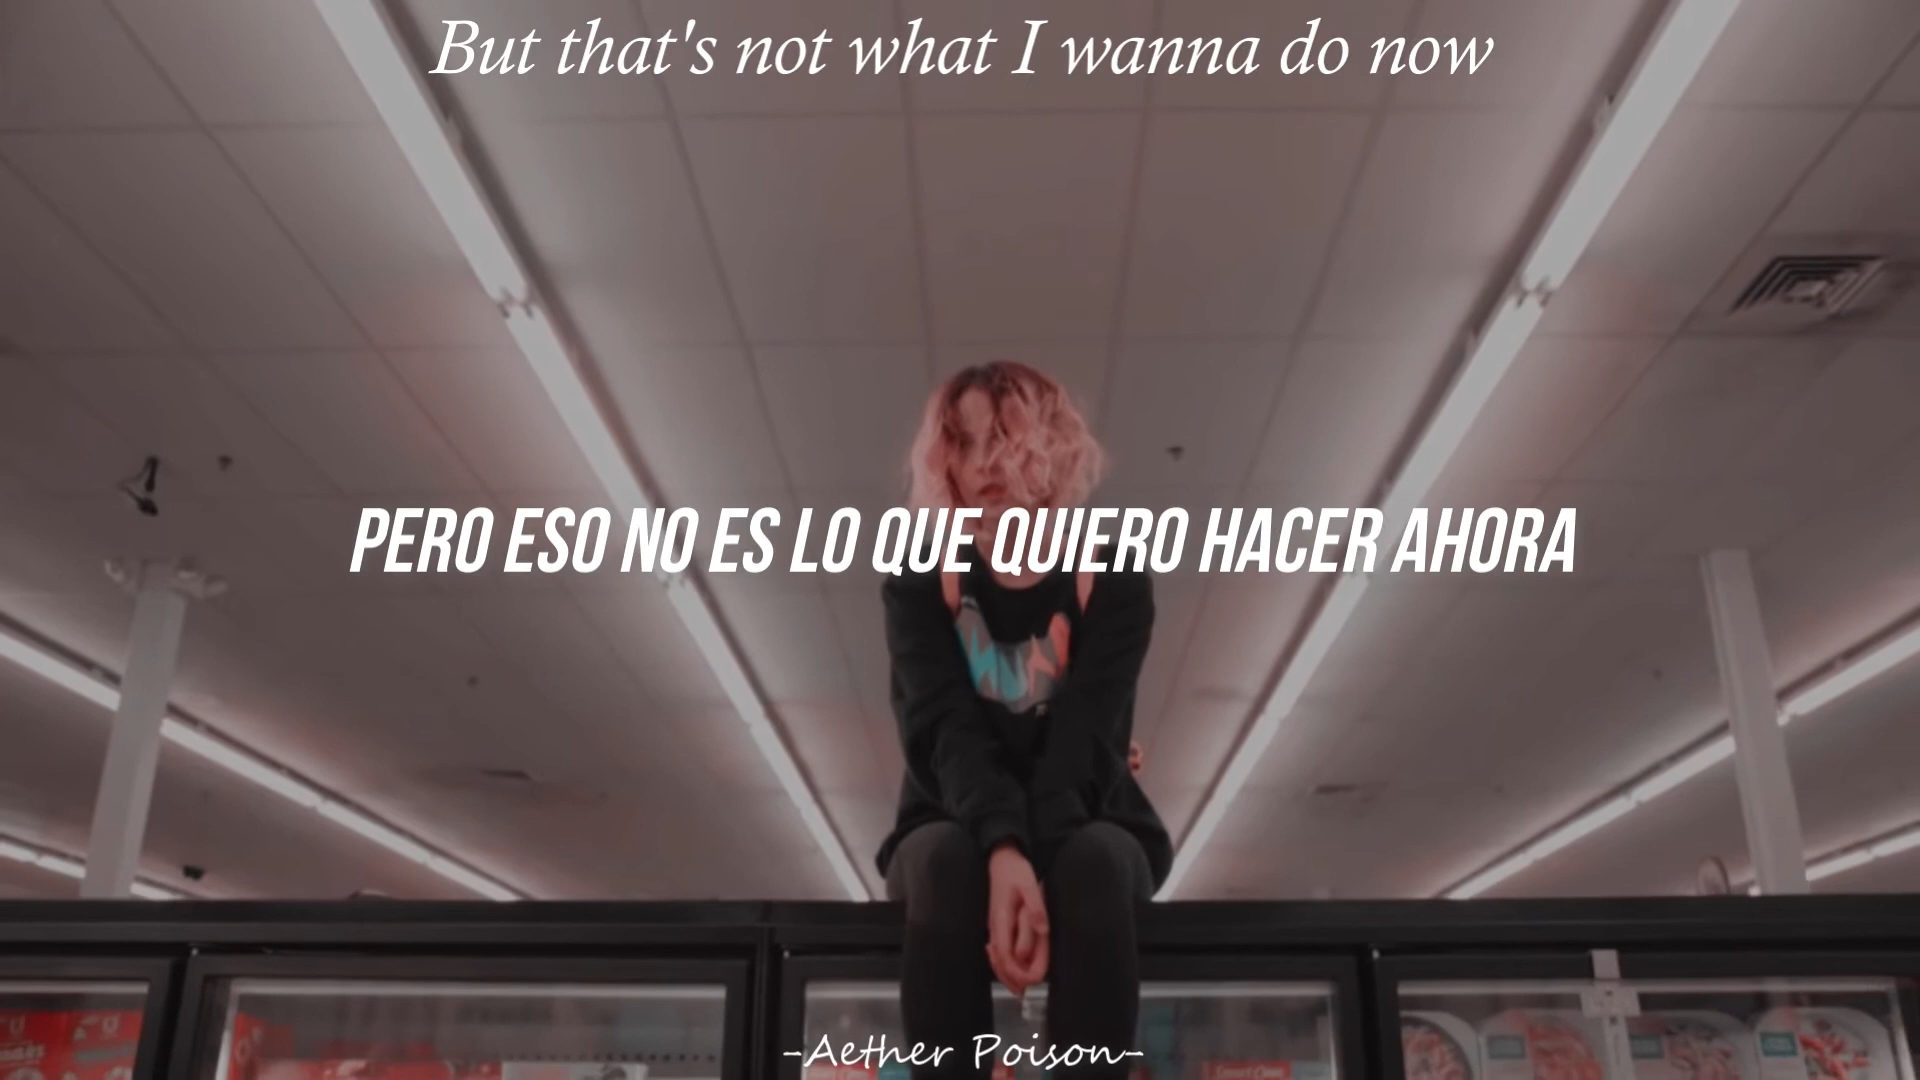 But that's not what I wanna do now
PERO ESO NO ES LO QUE QUIERO HACER AHORA
-Aether Poison-